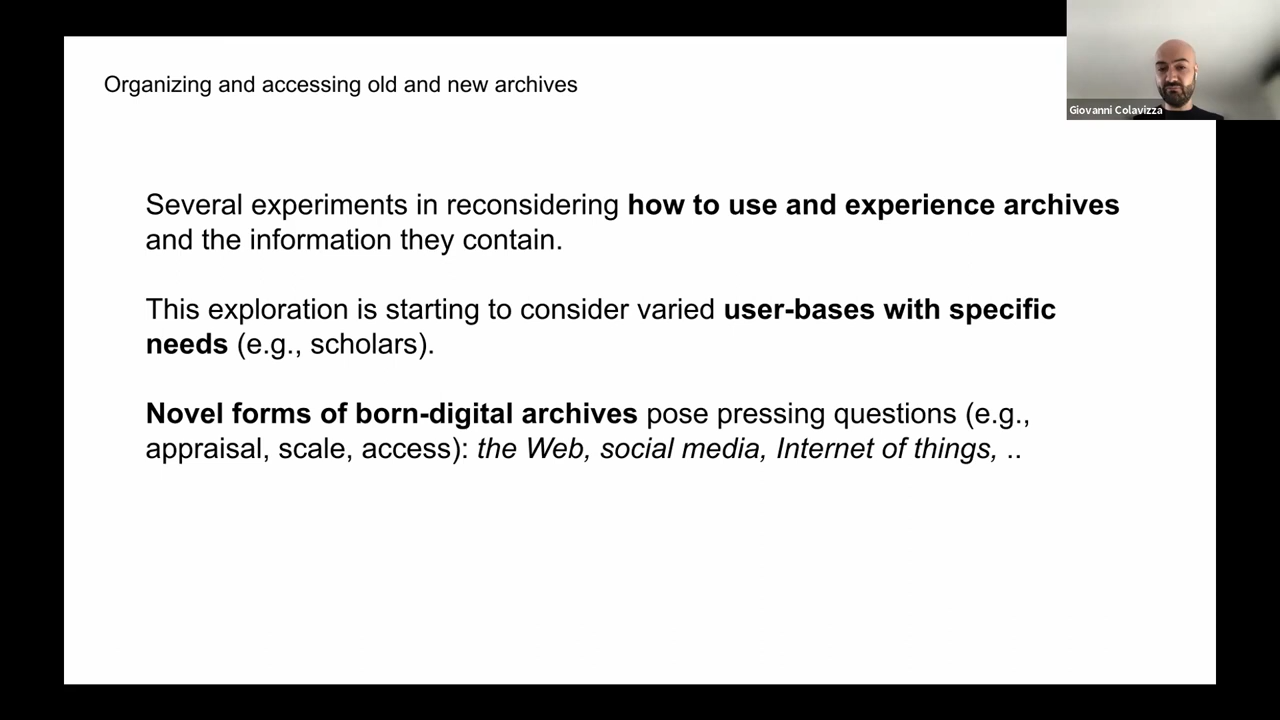 Organizing and accessing old and new archives
Giovanni Colavizza
Several experiments in reconsidering how to use and experience archives
and the information they contain.
This exploration is starting to consider varied user-bases with specific
needs (e.g., scholars).
Novel forms of born-digital archives pose pressing questions (e.g.,
appraisal, scale, access): the Web, social media, Internet of things, ..